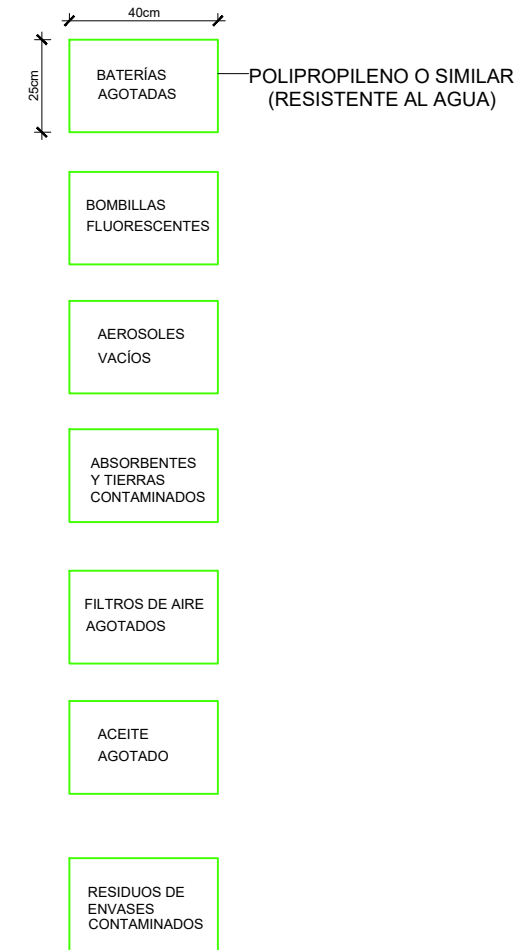 40cm
25cm
BATERÍAS
AGOTADAS
POLIPROPILENO O SIMILAR
(RESISTENTE AL AGUA)
BOMBILLAS
FLUORESCENTES
AEROSOLES
VACÍOS
ABSORBENTES
Y TIERRAS
CONTAMINADOS
FILTROS DE AIRE
AGOTADOS
ACEITE
AGOTADO
RESIDUOS DE
ENVASES
CONTAMINADOS